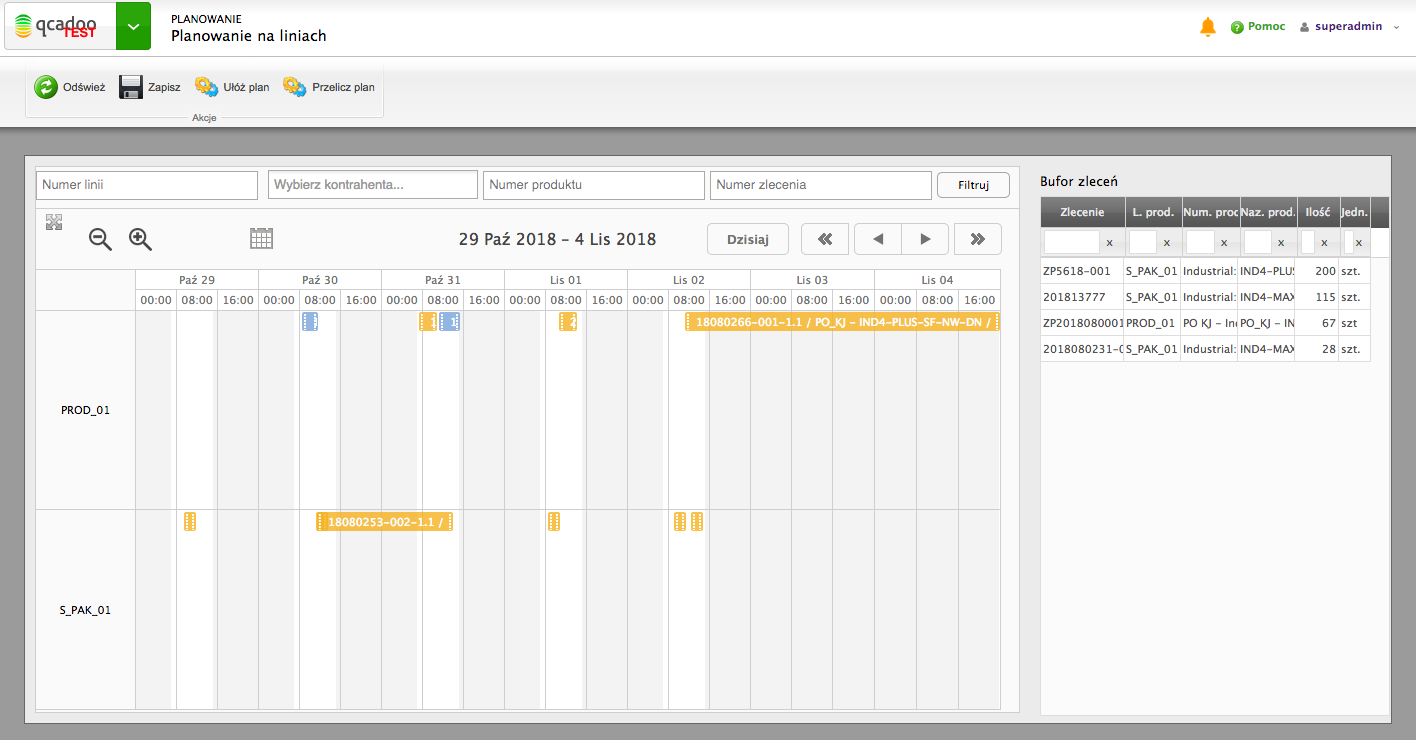 qcadoo TEST
PLANOWANIE
Planowanie na liniach
Pomoc
superadmin
Odśwież
Zapisz
Ułóż plan
Przelicz plan
Akcje
Numer linii
Wybierz kontrahenta...
Numer produktu
Numer zlecenia
Filtruj
29 Paź 2018 – 4 Lis 2018
Dzisiaj
Paź 29 Paź 30 Paź 31 Lis 01 Lis 02 Lis 03 Lis 04
00:00 08:00 16:00 00:00 08:00 16:00 00:00 08:00 16:00 00:00 08:00 16:00 00:00 08:00 16:00 00:00 08:00 16:00 00:00 08:00 16:00
18080266-001-1.1 / PO_KJ - IND4-PLUS-SF-NW-DN /
PROD_01
18080253-002-1.1 /
S_PAK_01
Bufor zleceń
Zlecenie L. prod. Num. prod Naz. prod. Ilość Jedn.
x x x x x x
ZP5618-001 S_PAK_01 Industrial: IND4-PLUS 200 szt.
201813777 S_PAK_01 Industrial: IND4-MAX 115 szt.
ZP2018080001 PROD_01 PO KJ - In PO_KJ - IN 67 szt
2018080231-0 S_PAK_01 Industrial: IND4-MAX 28 szt.